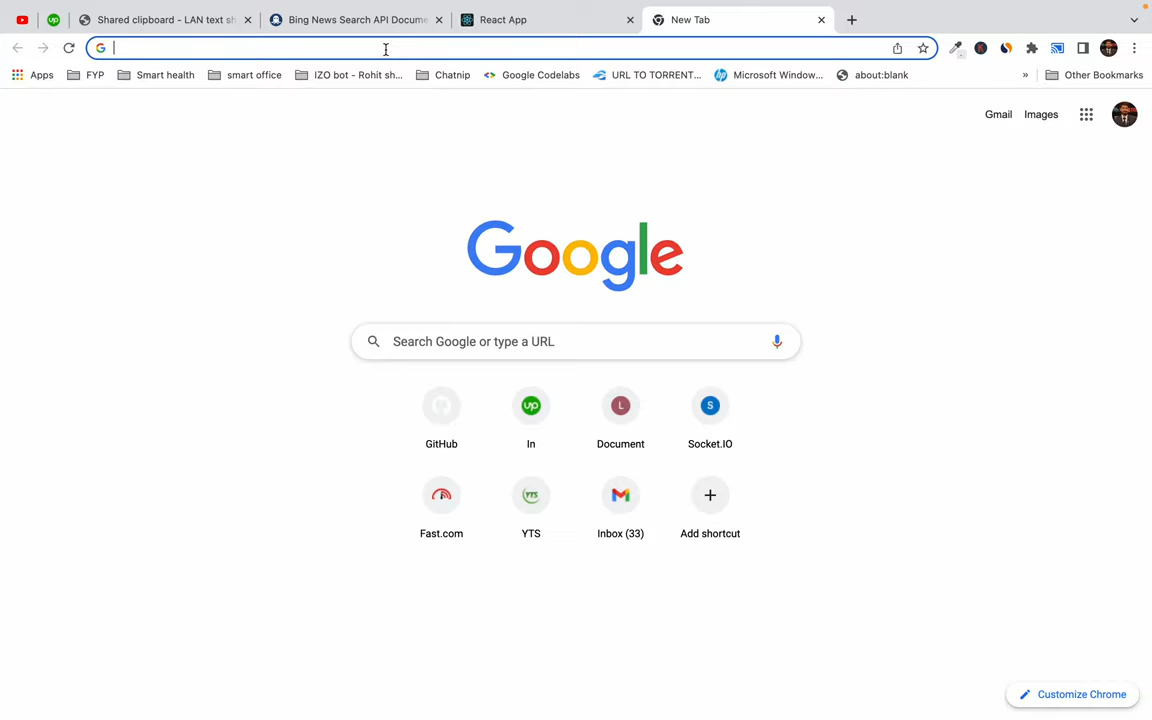 Shared clipboard - LAN text sh
Bing News Search API Docume
React App
New Tab
Apps
FYP
Smart health
smart office
IZO bot - Rohit sh...
Chatnip
Google Codelabs
URL TO TORRENT...
Microsoft Window...
about:blank
»
Other Bookmarks
Gmail
Images
Google
Search Google or type a URL
up
L
S
GitHub
In
Document
Socket.IO
YTS
Fast.com
YTS
Inbox (33)
Add shortcut
Customize Chrome